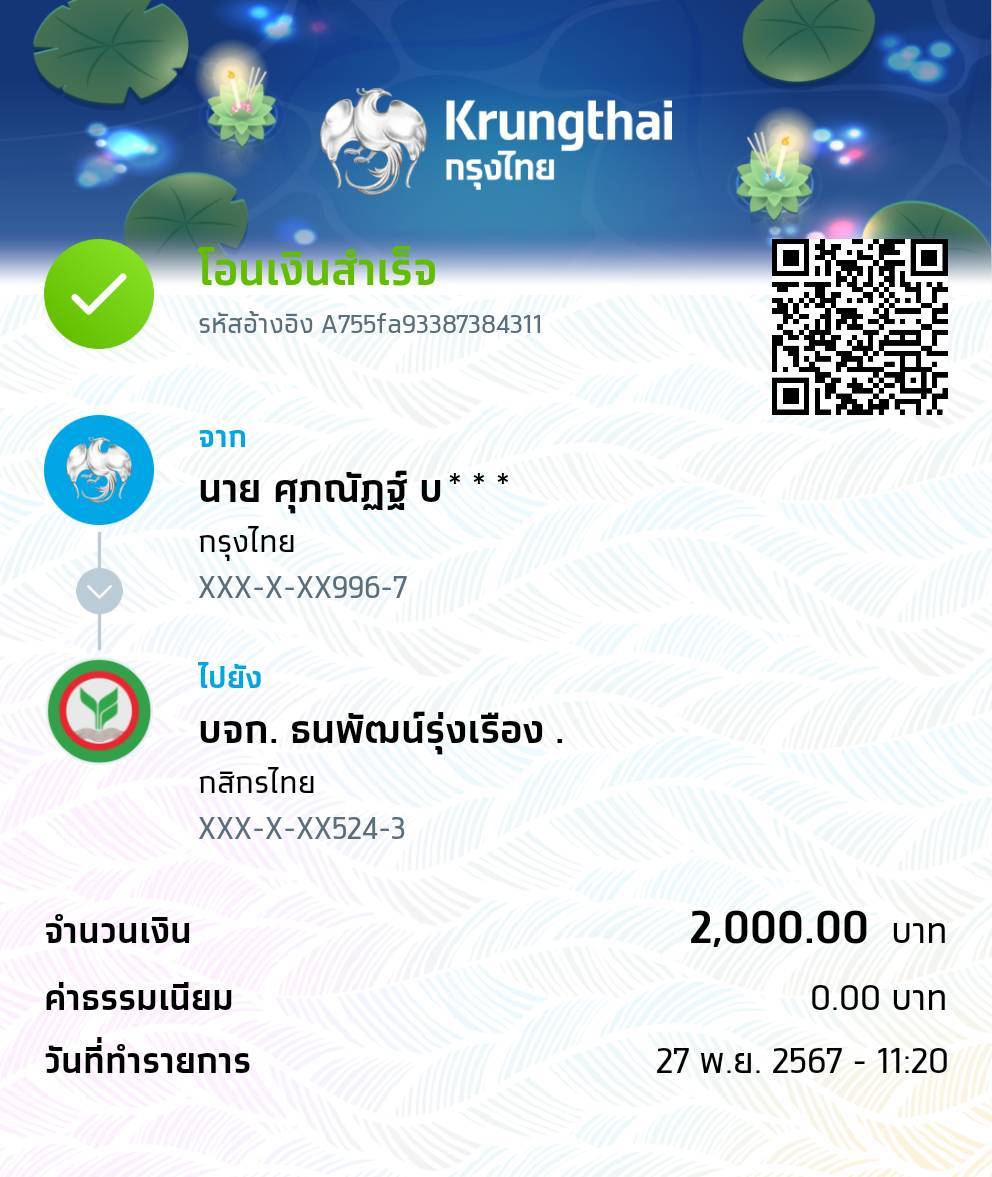 Krungthai
กรุงไทย
โอนเงินสำเร็จ
รหัสอ้างอิง A755fa93387384311
จาก
นาย ศุภณัฏฐ์ บ***
กรุงไทย
XXX-X-XX996-7
ไปยัง
บจก. ธนพัฒน์รุ่งเรือง .
กสิกรไทย
XXX-X-XX524-3
จำนวนเงิน 2,000.00 บาท
ค่าธรรมเนียม 0.00 บาท
วันที่ทำรายการ 27 พ.ย. 2567 - 11:20